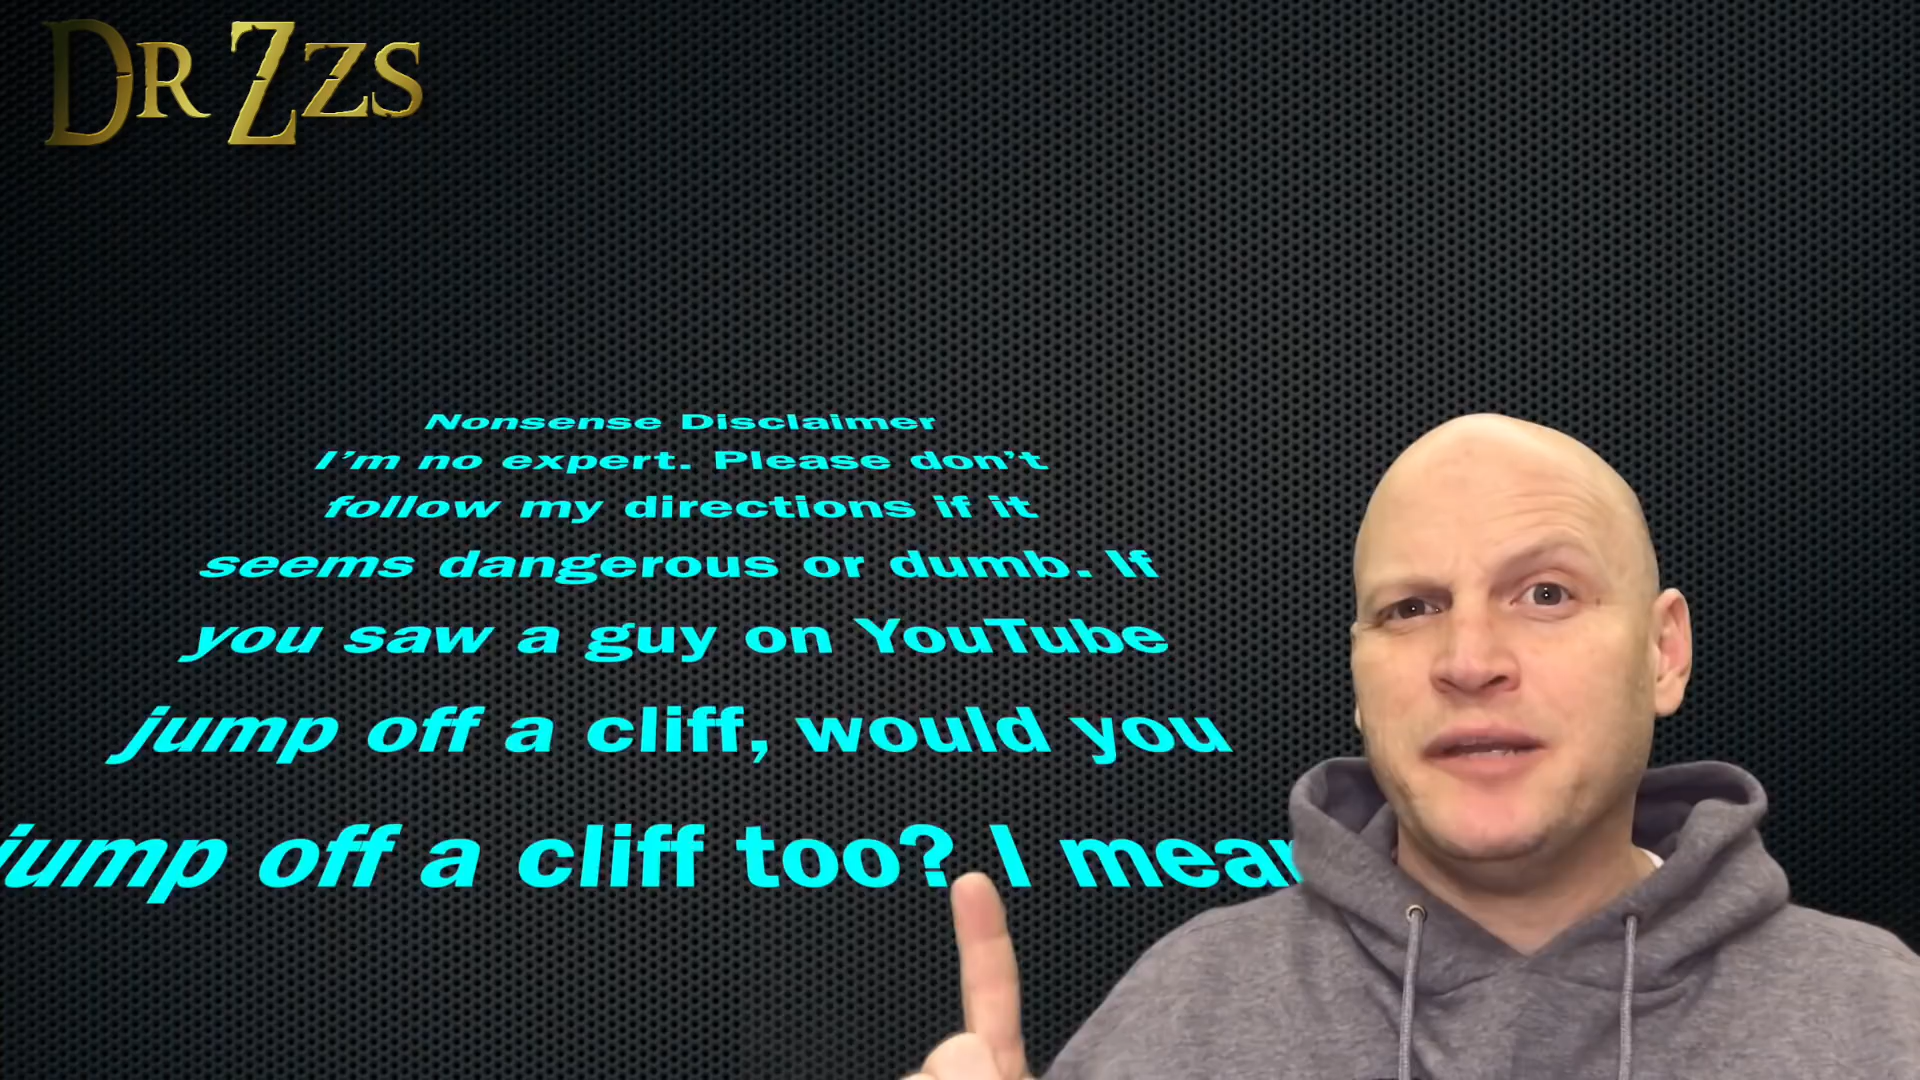 DR ZZS
Nonsense Disclaimer
I'm no expert. Please don't
follow my directions if it
seems dangerous or dumb. If
you saw a guy on YouTube
jump off a cliff, would you
jump off a cliff too? I mean